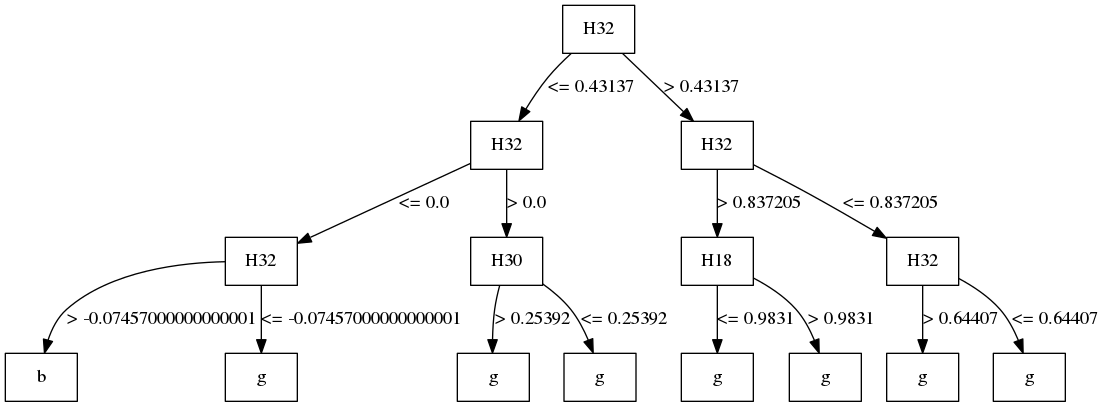 H32
<= 0.43137
> 0.43137
H32
H32
<= 0.0
> 0.0
> 0.837205
<= 0.837205
H32
H30
H18
H32
> -0.07457000000000001
<= -0.07457000000000001
> 0.25392
<= 0.25392
<= 0.9831
> 0.9831
> 0.64407
<= 0.64407
b
g
g
g
g
g
g
g